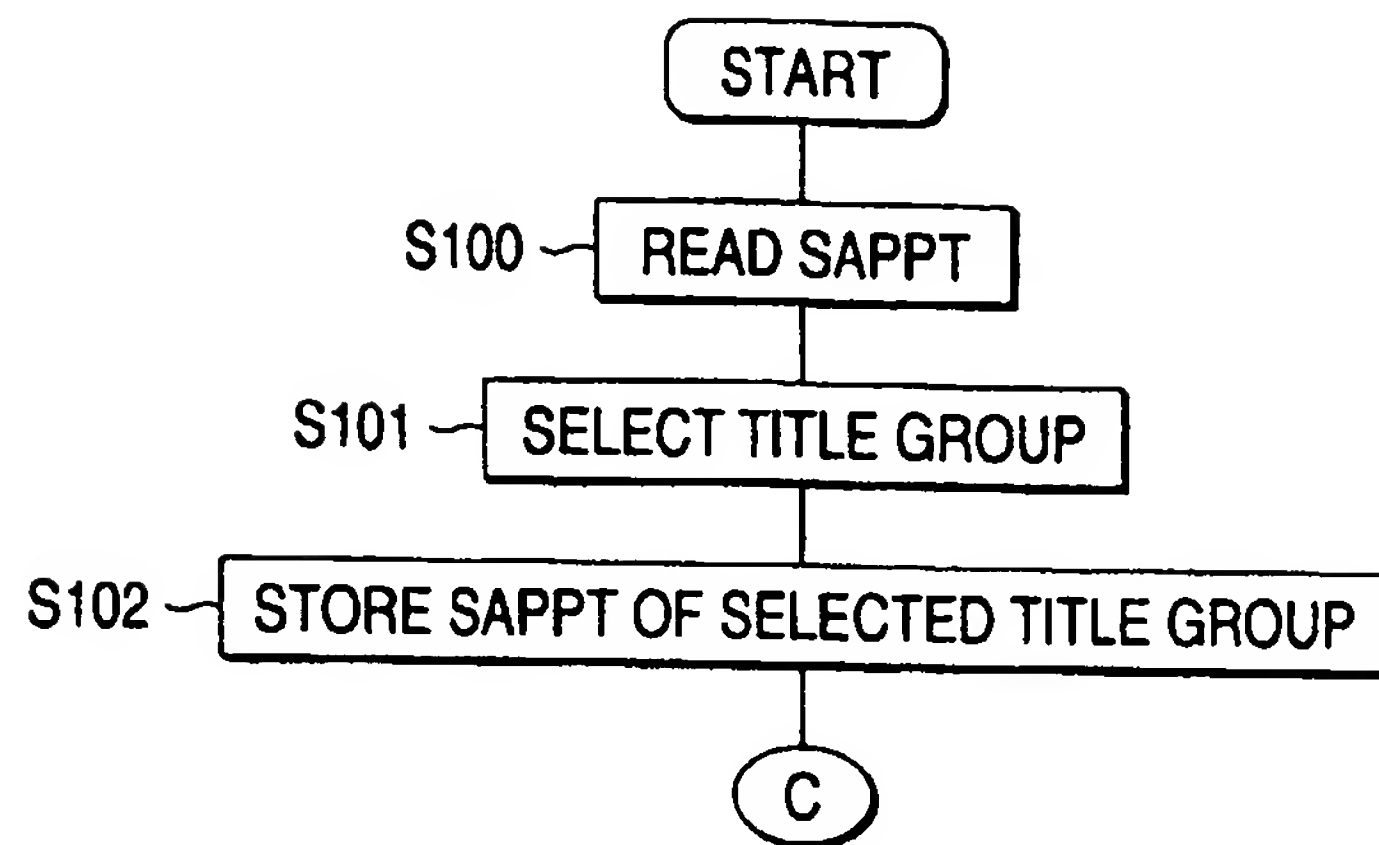 START
S100 READ SAPPT
S101 SELECT TITLE GROUP
S102 STORE SAPPT OF SELECTED TITLE GROUP
C